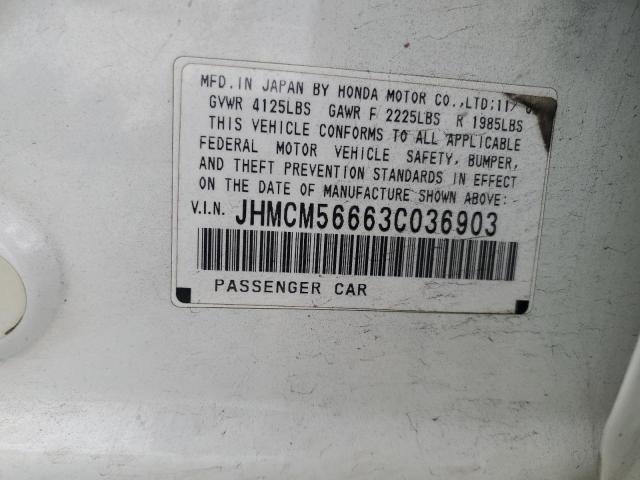 MFD.IN JAPAN BY HONDA MOTOR CO.,LTD;11/0
GVWR 4125LBS GAWR F 2225LBS R 1985LBS
THIS VEHICLE CONFORMS TO ALL APPLICABLE
FEDERAL MOTOR VEHICLE SAFETY, BUMPER,
AND THEFT PREVENTION STANDARDS IN EFFECT
ON THE DATE OF MANUFACTURE SHOWN ABOVE:
V.I.N. JHMCM56663C036903
PASSENGER CAR